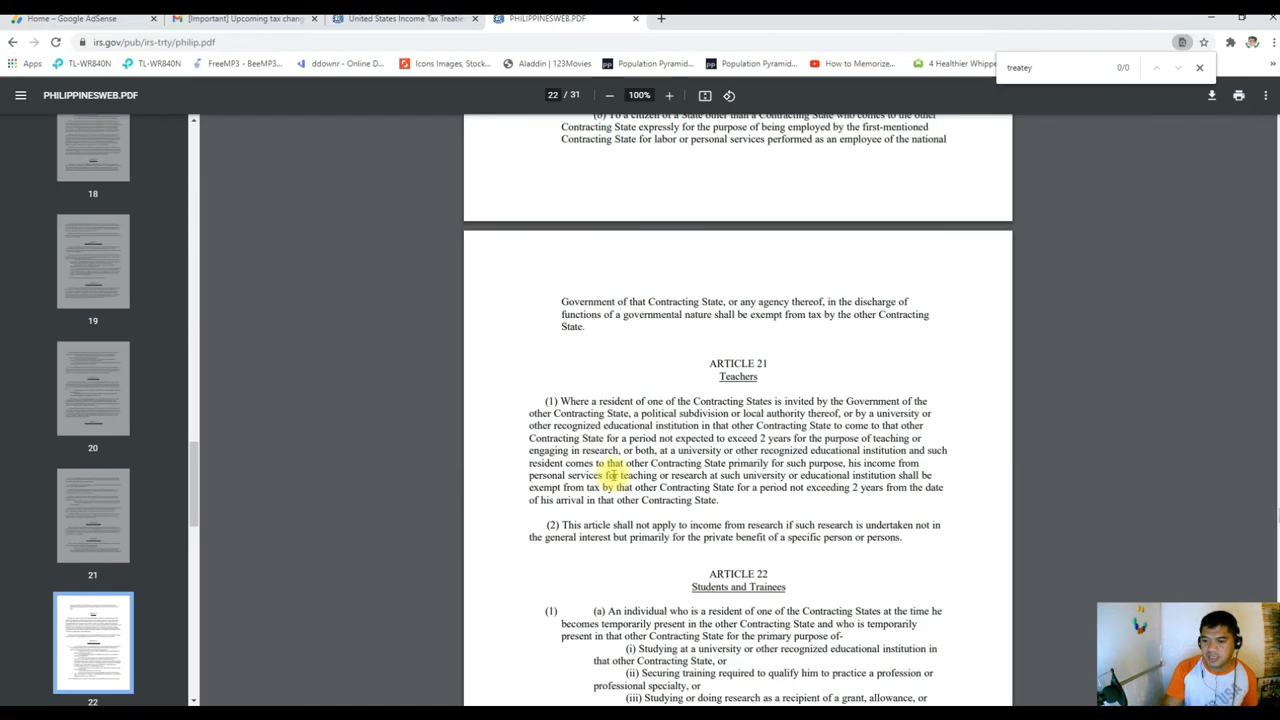 Home – Google AdSense
[Important] Upcoming tax chang
United States Income Tax Treatie
PHILIPPINESWEB.PDF
irs.gov/pub/irs-trty/philip.pdf
Apps
TL-WR840N
TL-WR840N
FreeMP3 - BeeMP3...
ddownr - Online D...
Icons Images, Stock...
Aladdin | 123Movies
Population Pyramid...
Population Pyramid...
How to Memorize...
4 Healthier Whipp
treatey
0/0
PHILIPPINESWEB.PDF
22 / 31
100%
18
19
20
21
22
(b) To a citizen of a State other than a Contracting State who comes to the other
Contracting State expressly for the purpose of being employed by the first-mentioned
Contracting State for labor or personal services performed as an employee of the national
Government of that Contracting State, or any agency thereof, in the discharge of
functions of a governmental nature shall be exempt from tax by the other Contracting
State.
ARTICLE 21
Teachers
(1) Where a resident of one of the Contracting States is invited by the Government of the
other Contracting State, a political subdivision or local authority thereof, or by a university or
other recognized educational institution in that other Contracting State to come to that other
Contracting State for a period not expected to exceed 2 years for the purpose of teaching or
engaging in research, or both, at a university or other recognized educational institution and such
resident comes to that other Contracting State primarily for such purpose, his income from
personal services for teaching or research at such university or educational institution shall be
exempt from tax by that other Contracting State for a period not exceeding 2 years from the date
of his arrival in that other Contracting State.
(2) This article shall not apply to income from research if such research is undertaken not in
the general interest but primarily for the private benefit of a specific person or persons.
ARTICLE 22
Students and Trainees
(1) (a) An individual who is a resident of one of the Contracting States at the time he
becomes temporarily present in the other Contracting State and who is temporarily
present in that other Contracting State for the primary purpose of-
(i) Studying at a university or other recognized educational institution in
that other Contracting State, or
(ii) Securing training required to qualify him to practice a profession or
professional specialty, or
(iii) Studying or doing research as a recipient of a grant, allowance, or